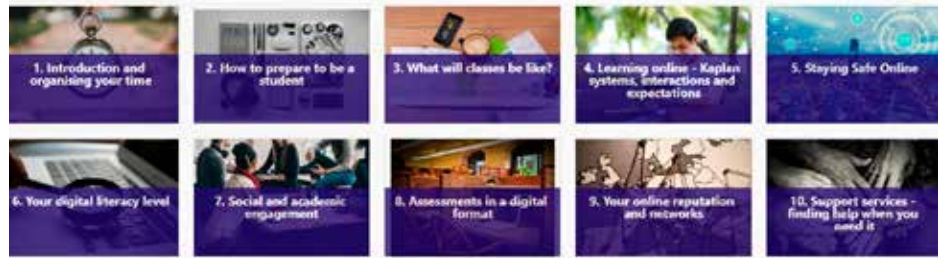 1. Introduction and
organising your time
2. How to prepare to be a
student
3. What will classes be like?
4. Learning online - Kaplan
systems, interactions and
expectations
5. Staying Safe Online
6. Your digital literacy level
7. Social and academic
engagement
8. Assessments in a digital
format
9. Your online reputation
and networks
10. Support services -
finding help when you
need it